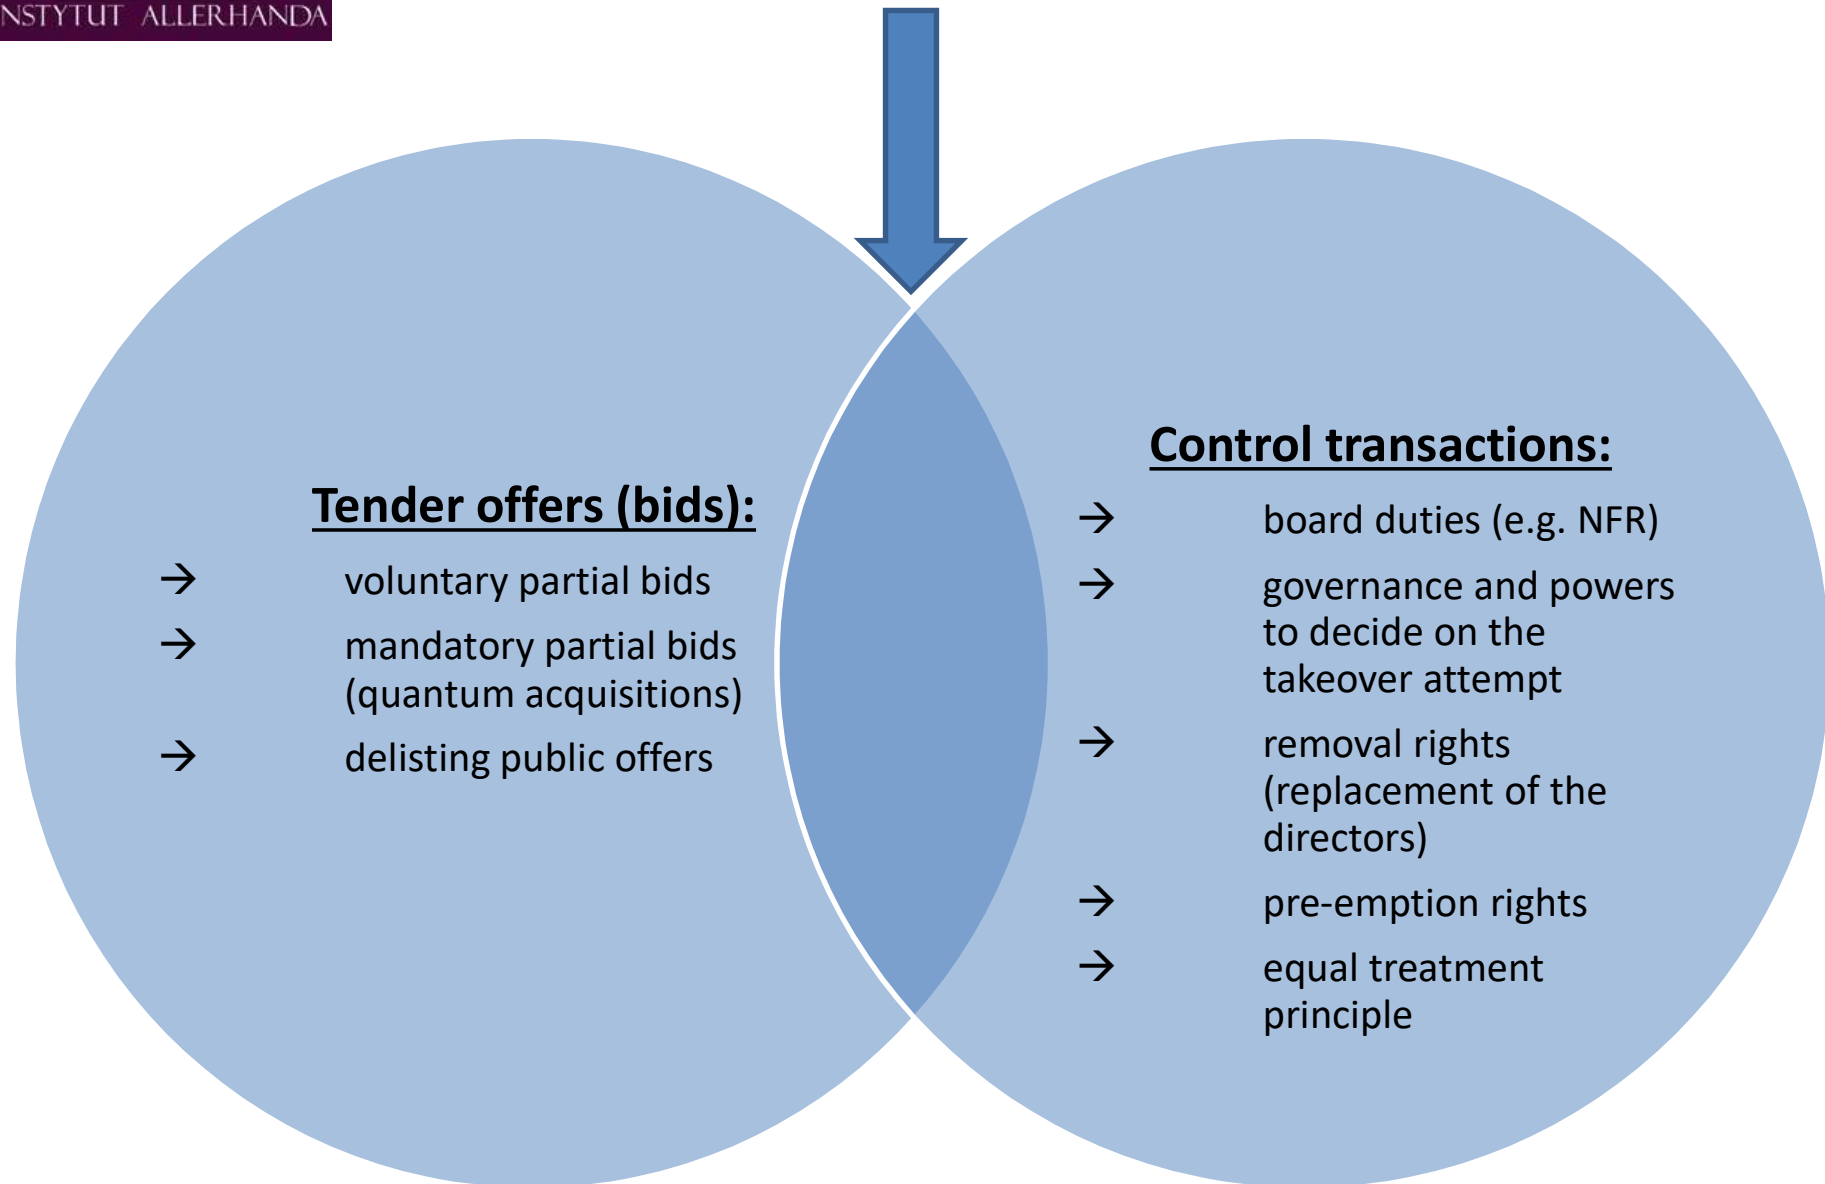 NSTYTUT ALLERHANDA
Tender offers (bids):
→ voluntary partial bids
→ mandatory partial bids
(quantum acquisitions)
→ delisting public offers
Control transactions:
→ board duties (e.g. NFR)
→ governance and powers
to decide on the
takeover attempt
→ removal rights
(replacement of the
directors)
→ pre-emption rights
→ equal treatment
principle